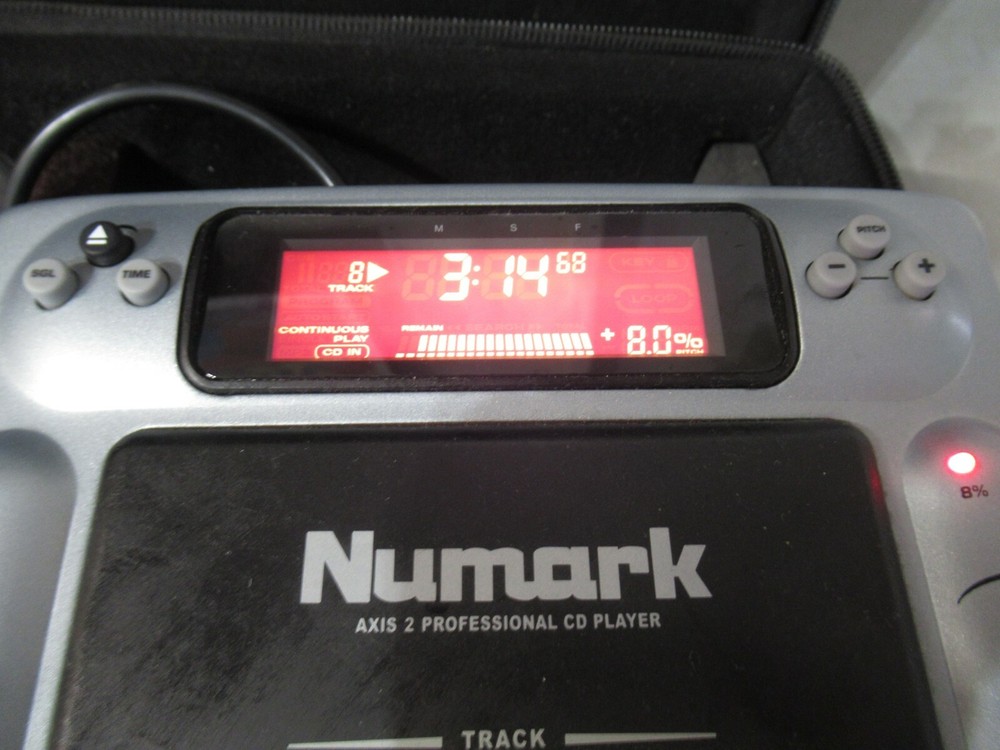 M S F
PITCH
SGL
TIME
- +
8 TRACK
3:14 68
LOOP
CONTINUOUS
PLAY
CD IN
REMAIN
+ 8.0%
PITCH
8%
Numark
AXIS 2 PROFESSIONAL CD PLAYER
TRACK